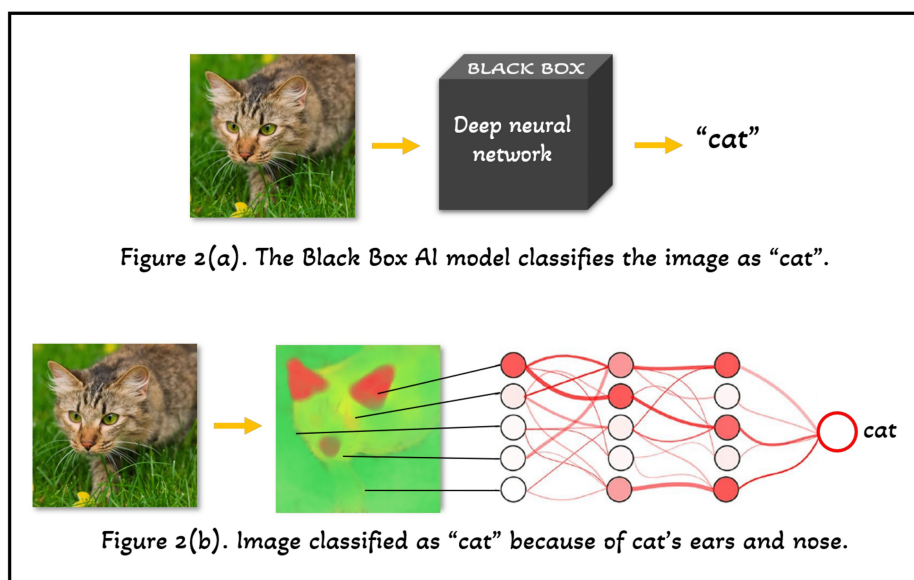 BLACK BOX
Deep neural
network
“cat”
Figure 2(a). The Black Box AI model classifies the image as “cat”.
cat
Figure 2(b). Image classified as “cat” because of cat’s ears and nose.